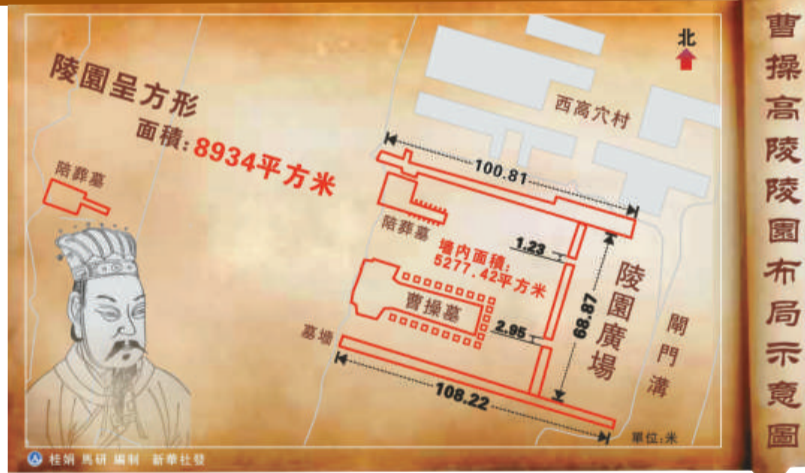 曹操高陵陵園布局示意圖
北
陵園呈方形
面積:8934平方米
西高穴村
陪葬墓
100.81
陪葬墓
墻内面積:
5277.42平方米
1.23
陵園廣場
曹操墓
68.87
閘門溝
2.95
墓墻
108.22
單位:米
桂娟 馬研 編制 新華社發